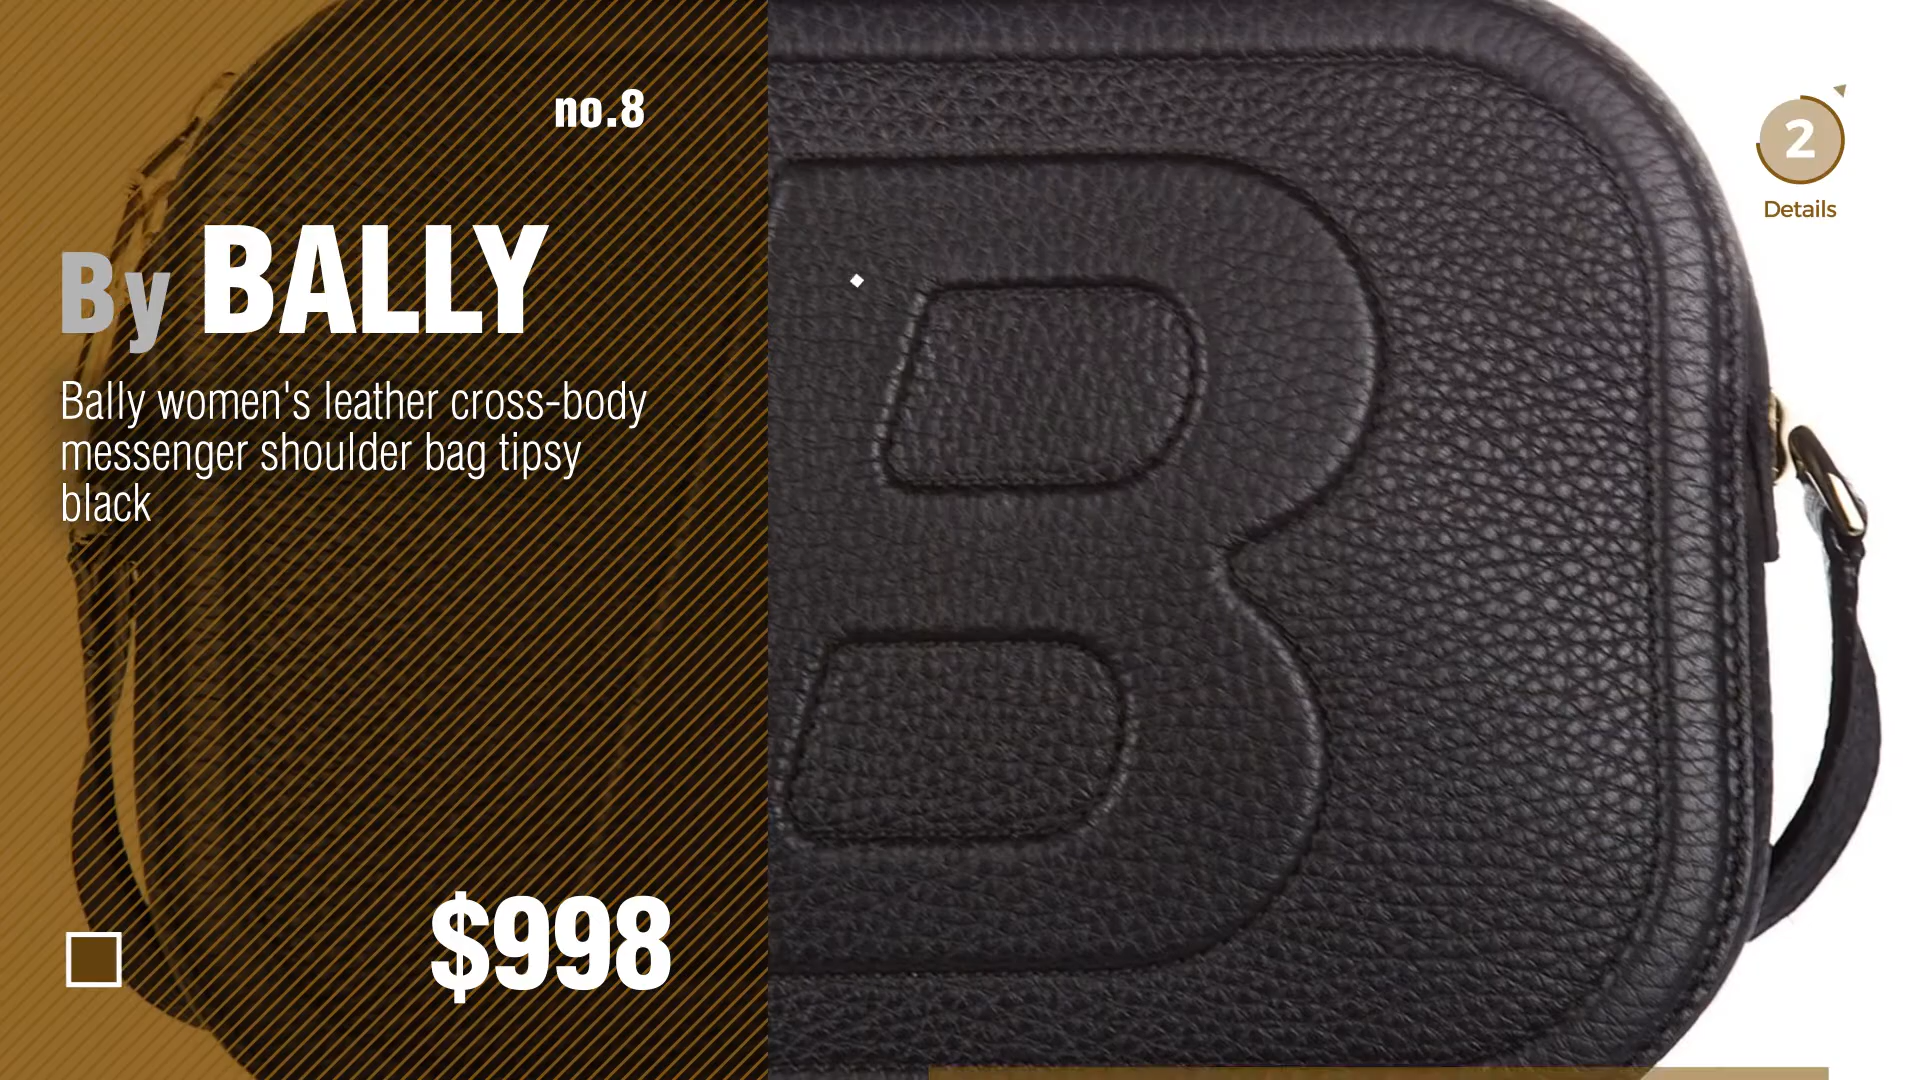 no.8
2
Details
By BALLY
Bally women's leather cross-body
messenger shoulder bag tipsy
black
B
$998